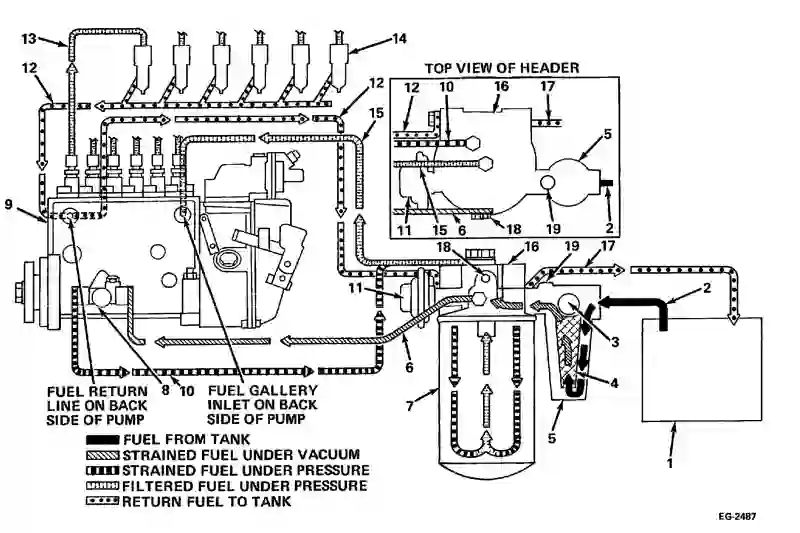 13
14
12
12
15
TOP VIEW OF HEADER
12
10
16
17
5
11
15
6
18
19
2
9
18
16
19
17
11
2
3
6
4
7
5
1
8
10
FUEL RETURN
LINE ON BACK
SIDE OF PUMP
FUEL GALLERY
INLET ON BACK
SIDE OF PUMP
FUEL FROM TANK
STRAINED FUEL UNDER VACUUM
STRAINED FUEL UNDER PRESSURE
FILTERED FUEL UNDER PRESSURE
RETURN FUEL TO TANK
EG-2487